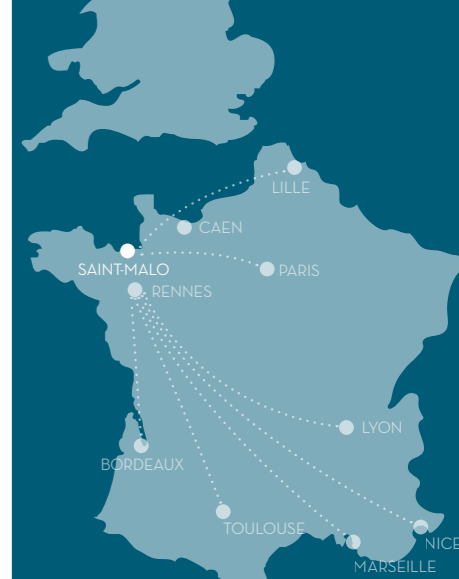 LILLE
CAEN
SAINT-MALO
PARIS
RENNES
LYON
BORDEAUX
TOULOUSE
NICE
MARSEILLE